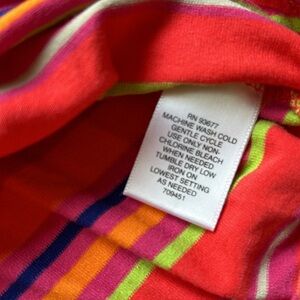 RN 93677
MACHINE WASH COLD
GENTLE CYCLE
USE ONLY NON-
CHLORINE BLEACH
WHEN NEEDED
TUMBLE DRY LOW
IRON ON
LOWEST SETTING
AS NEEDED
709451